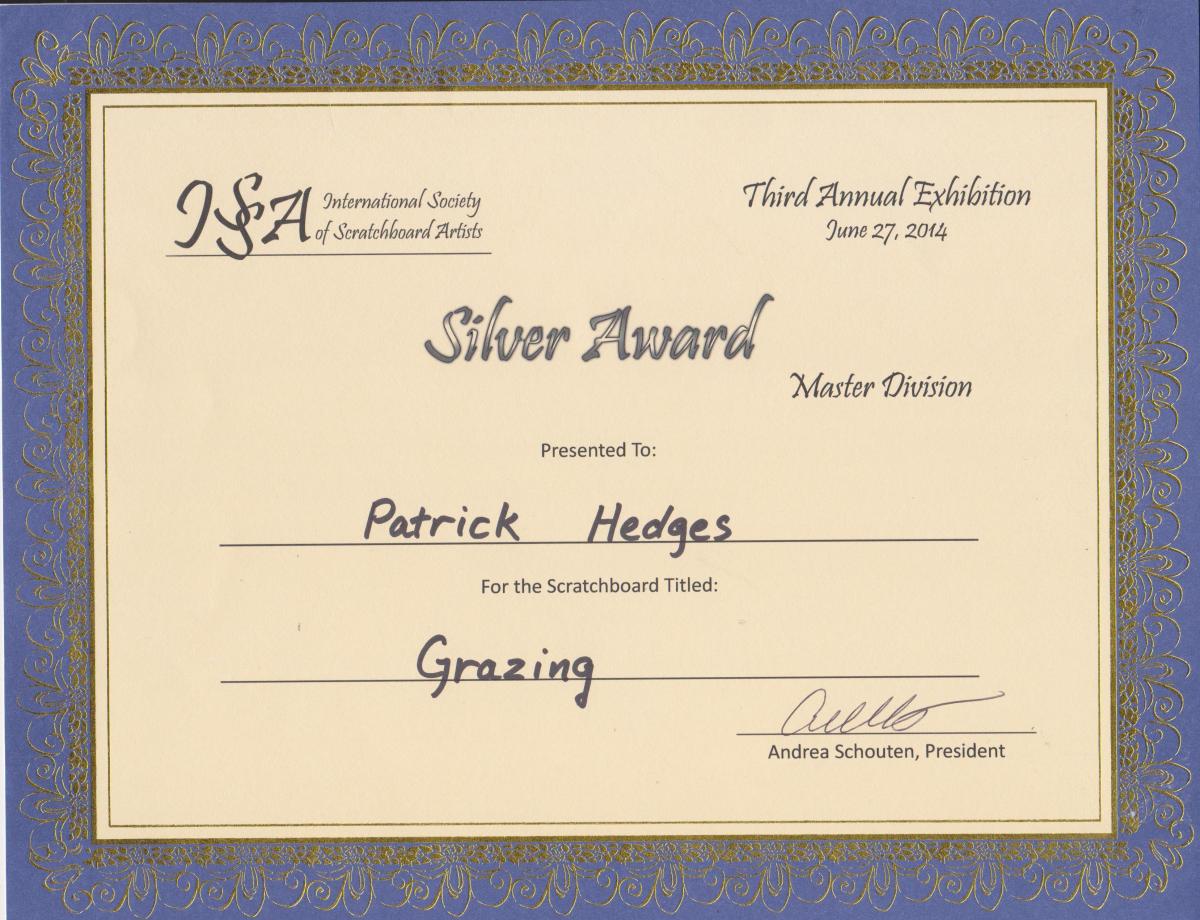 ISSA International Society
of Scratchboard Artists
Third Annual Exhibition
June 27, 2014
Silver Award
Master Division
Presented To:
Patrick Hedges
For the Scratchboard Titled:
Grazing
Andrea Schouten, President